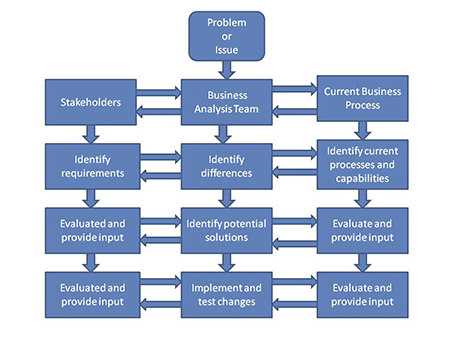 Problem
or
Issue
Stakeholders
Business
Analysis Team
Current Business
Process
Identify
requirements
Identify
differences
Identify current
processes and
capabilities
Evaluated and
provide input
Identify potential
solutions
Evaluate and
provide input
Evaluated and
provide input
Implement and
test changes
Evaluate and
provide input